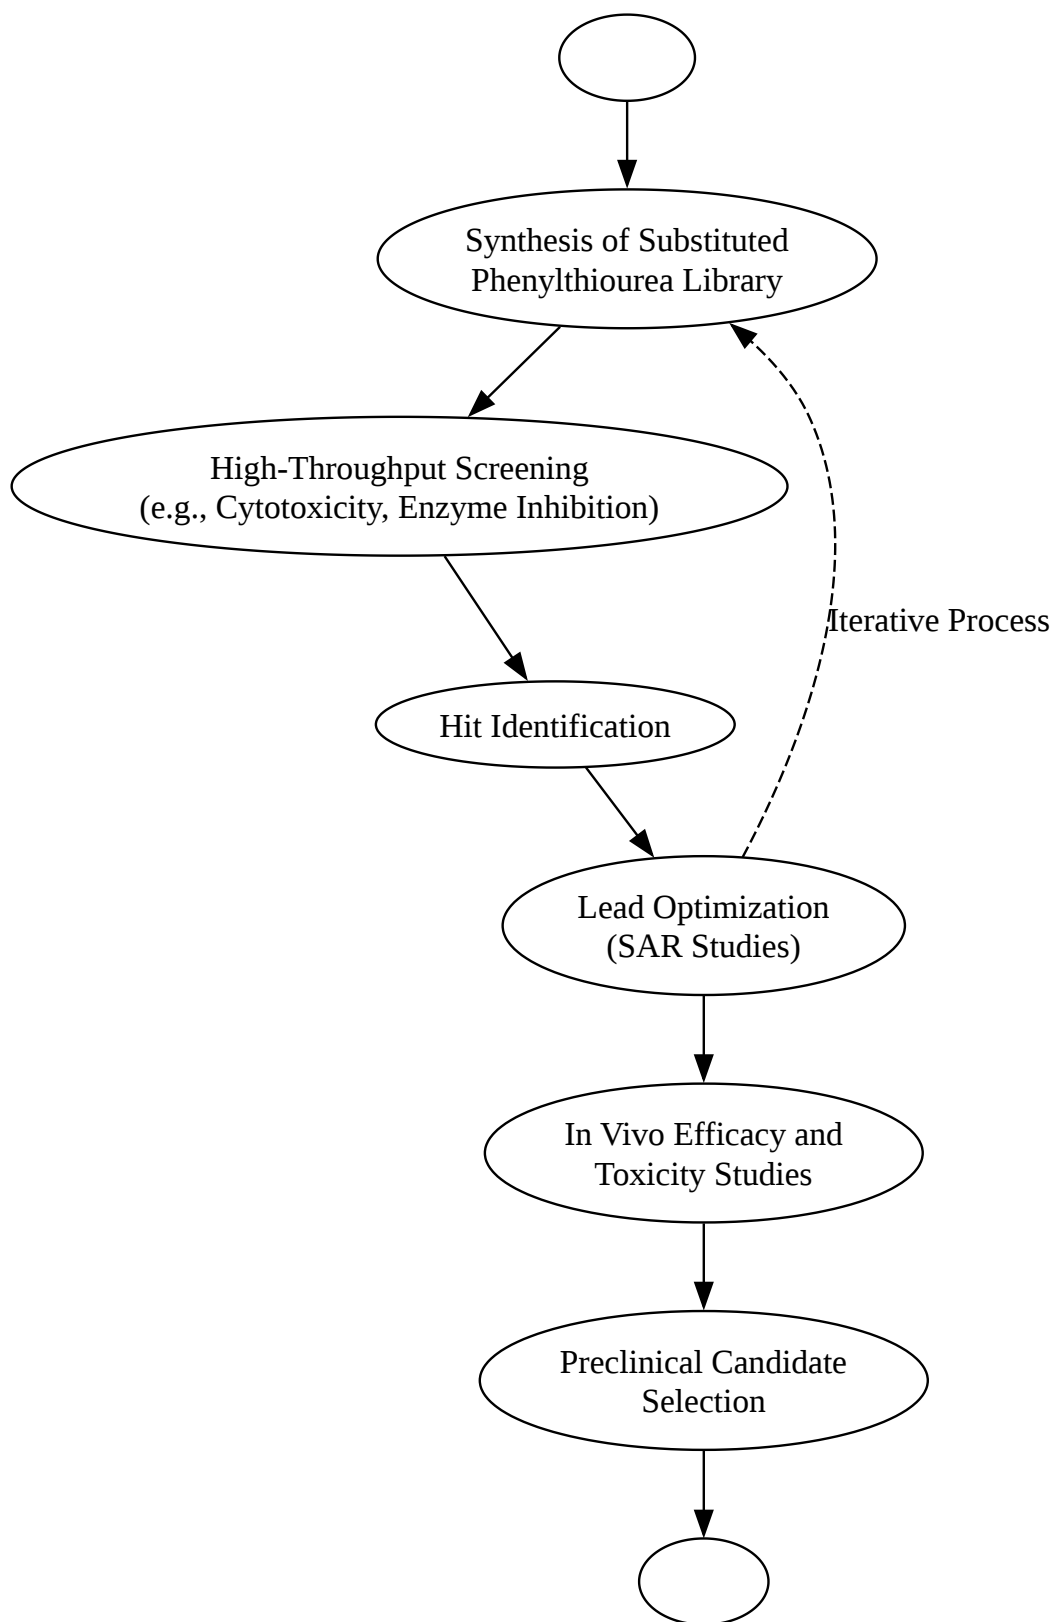 Synthesis of Substituted
Phenylthiourea Library
High-Throughput Screening
(e.g., Cytotoxicity, Enzyme Inhibition)
Iterative Process
Hit Identification
Lead Optimization
(SAR Studies)
In Vivo Efficacy and
Toxicity Studies
Preclinical Candidate
Selection